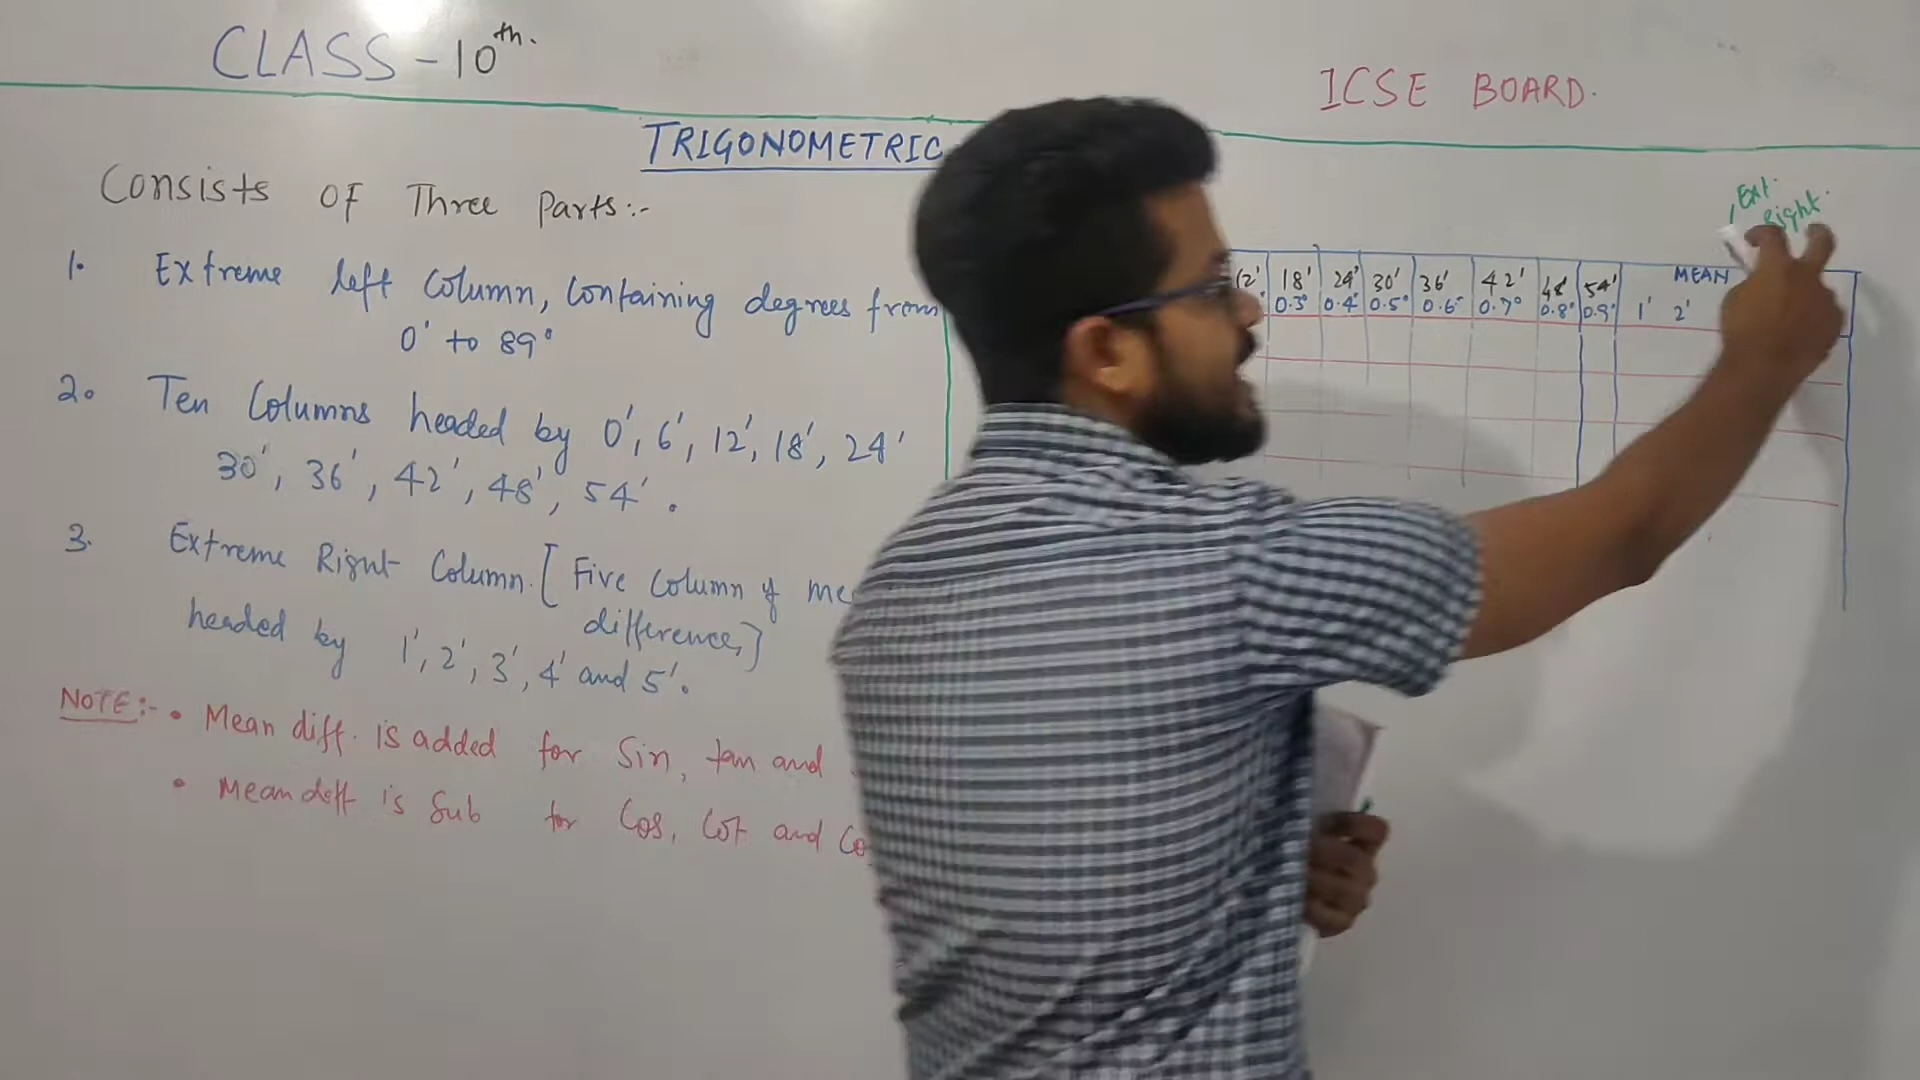 CLASS - 10th.
ICSE BOARD.
TRIGONOMETRIC
Consists OF Three Parts:-
1. Extreme left Column, Containing degrees from
0' to 89°
2. Ten Columns headed by 0', 6', 12', 18', 24'
30', 36', 42', 48', 54'.
3. Extreme Right Column. [Five Column of
difference,]
headed by 1', 2', 3', 4' and 5'.
NOTE:- • Mean diff. is added for Sin, tan and
• Mean deff is Sub for Cos, Cot and
Ext.
Right.
12' 18' 24' 30' 36' 42' 48' 54' MEAN
0.3° 0.4° 0.5° 0.6° 0.7° 0.8° 0.9° 1' 2'